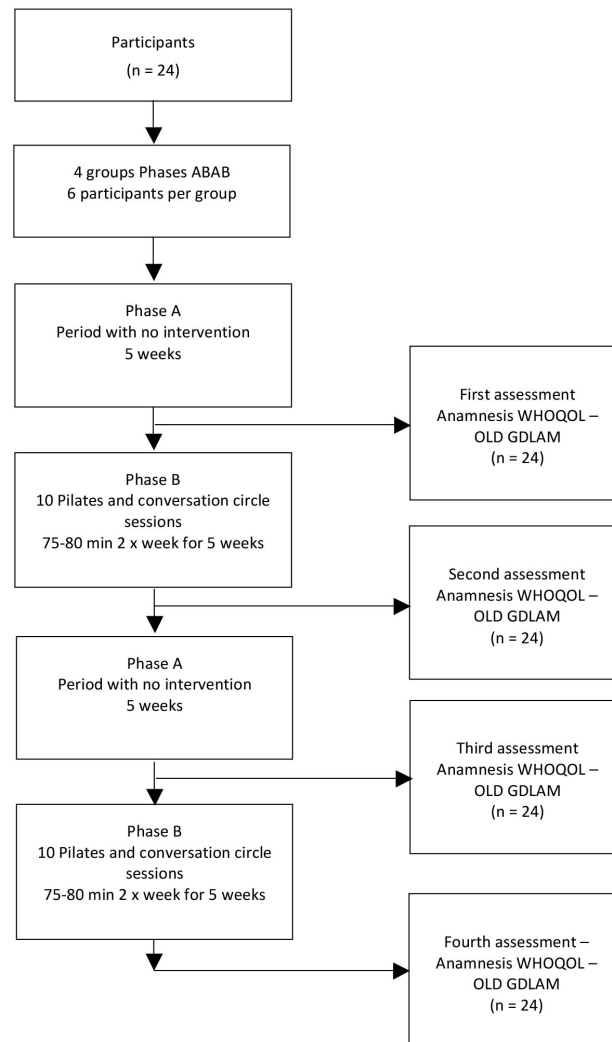 Participants
(n = 24)
4 groups Phases ABAB
6 participants per group
Phase A
Period with no intervention
5 weeks
First assessment
Anamnesis WHOQOL –
OLD GDLAM
(n = 24)
Phase B
10 Pilates and conversation circle
sessions
75-80 min 2 x week for 5 weeks
Second assessment
Anamnesis WHOQOL –
OLD GDLAM
(n = 24)
Phase A
Period with no intervention
5 weeks
Third assessment
Anamnesis WHOQOL –
OLD GDLAM
(n = 24)
Phase B
10 Pilates and conversation circle
sessions
75-80 min 2 x week for 5 weeks
Fourth assessment –
Anamnesis WHOQOL –
OLD GDLAM
(n = 24)